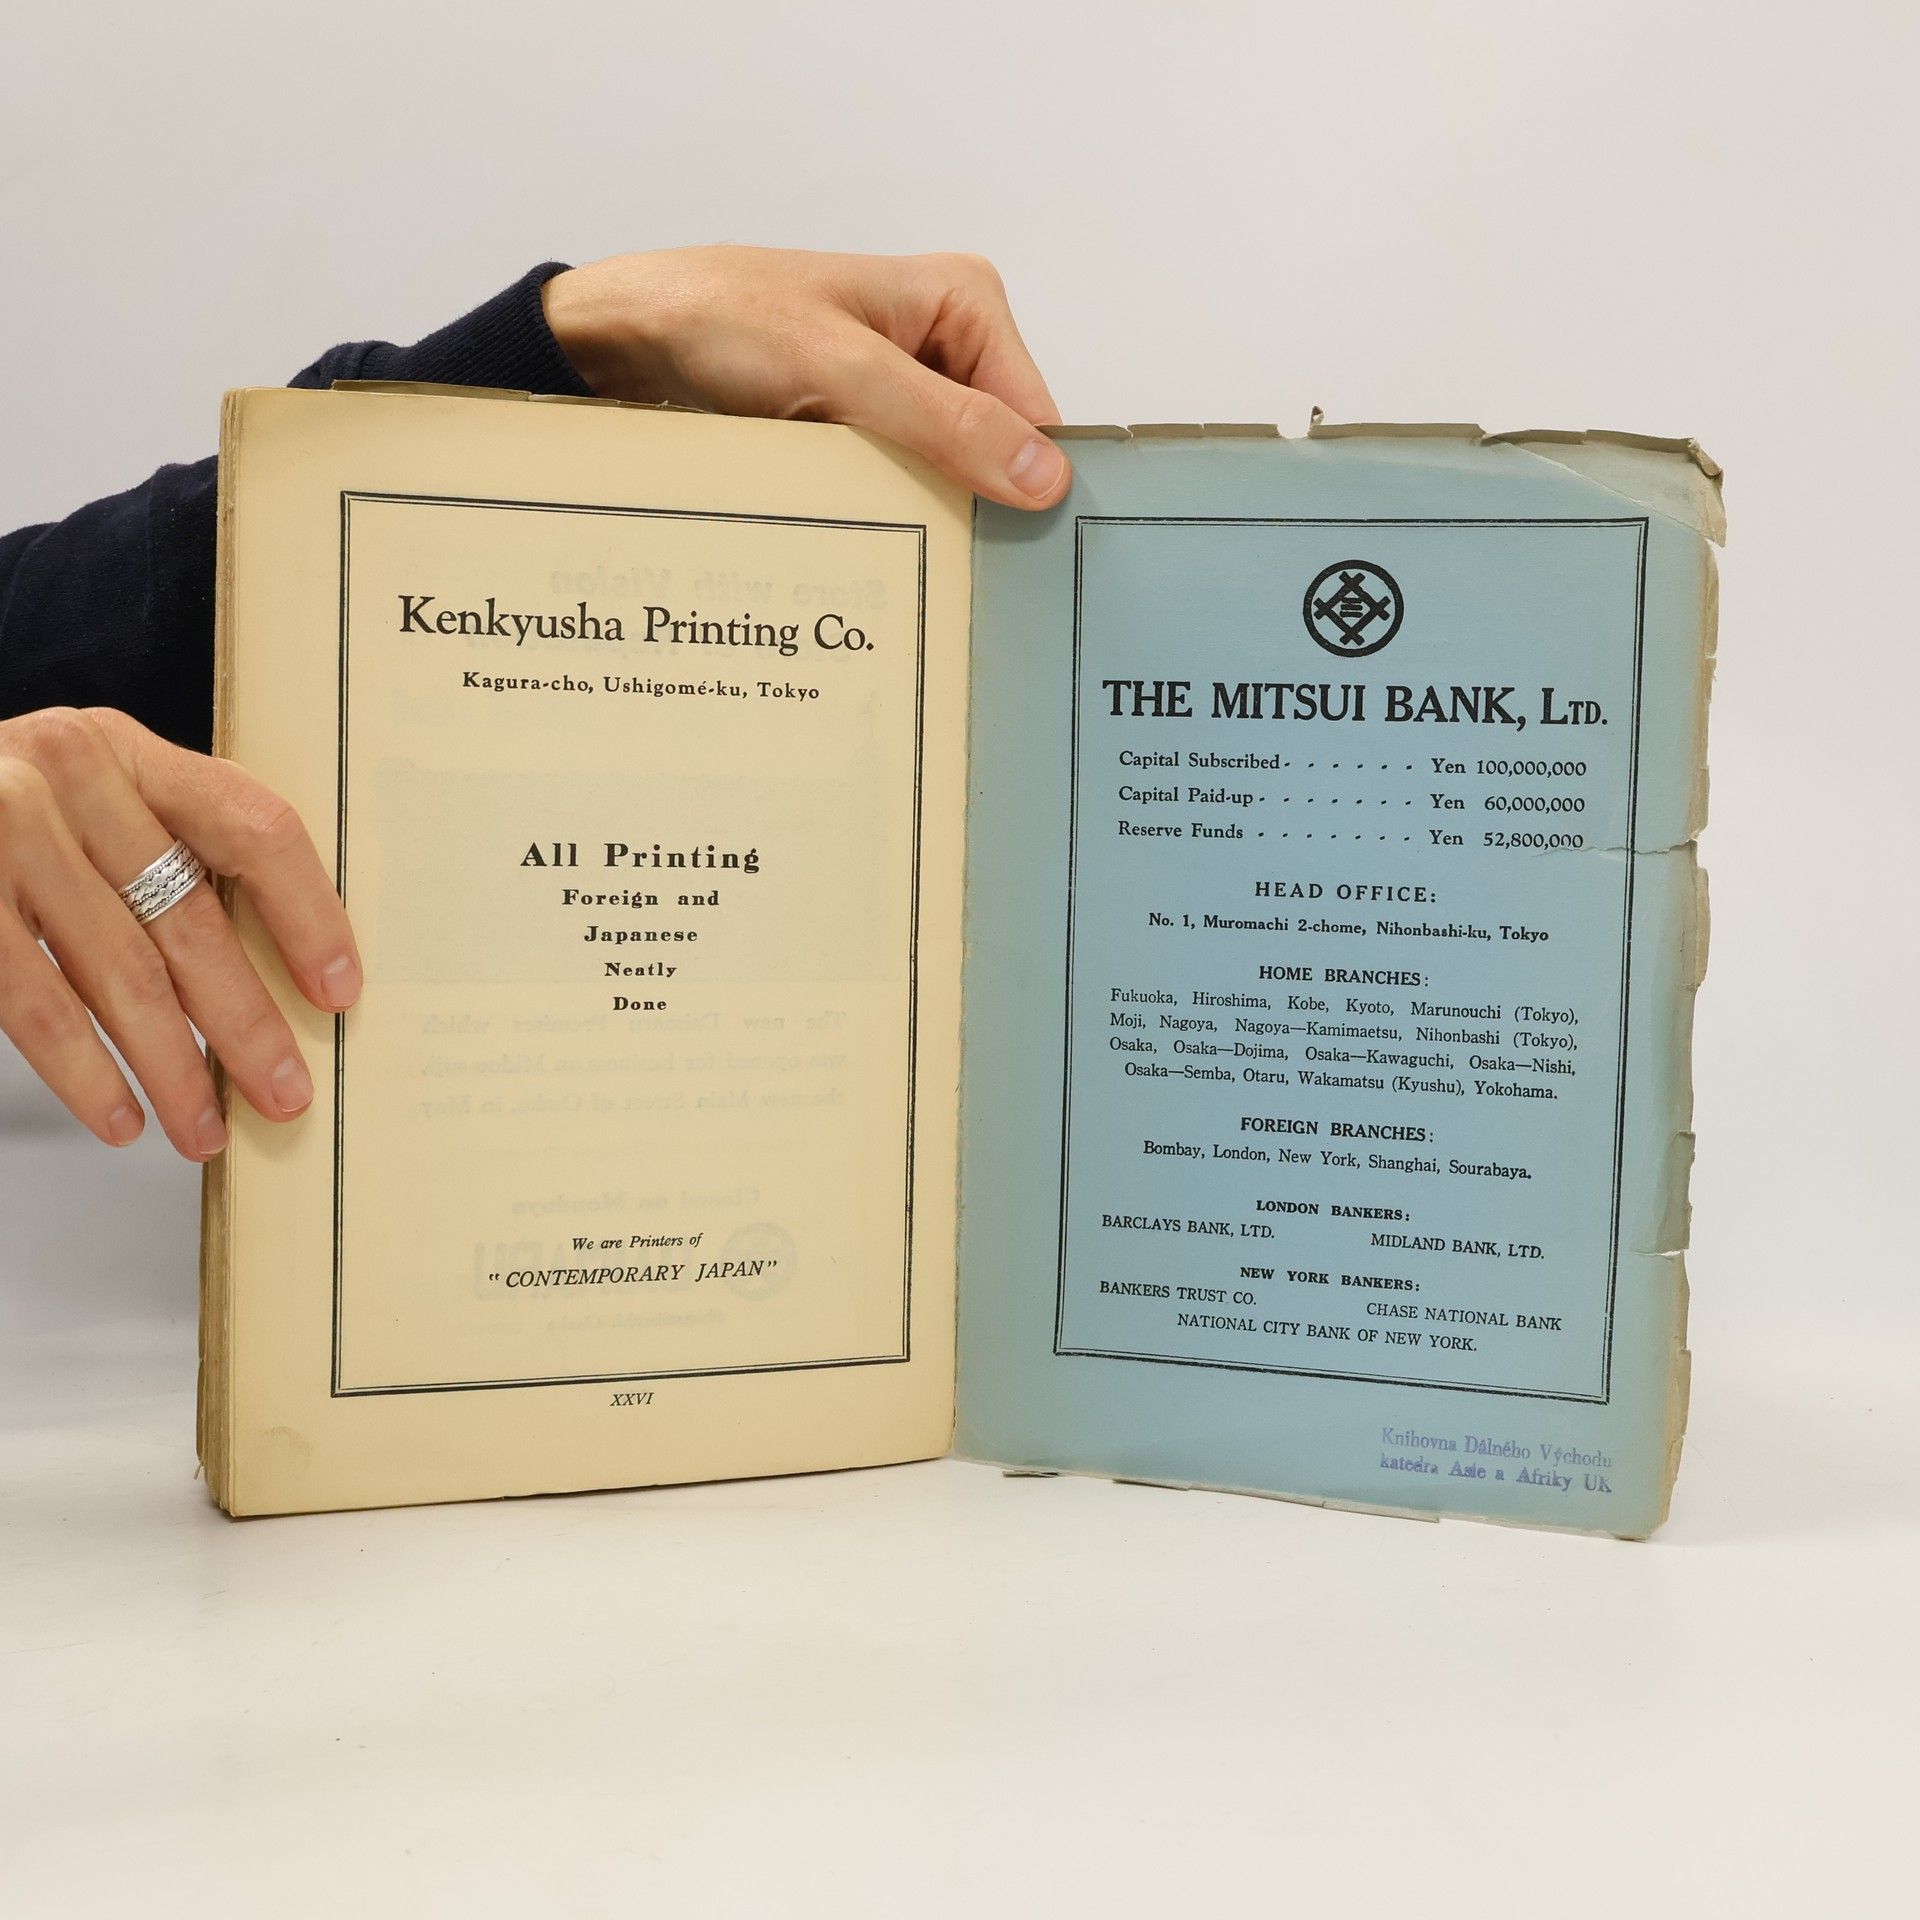 Kenkyusha Printing Co.
Kagura-cho, Ushigomé-ku, Tokyo
All Printing
Foreign and
Japanese
Neatly
Done
We are Printers of
"CONTEMPORARY JAPAN"
XXVI
THE MITSUI BANK, LTD.
Capital Subscribed - - - - - - Yen 100,000,000
Capital Paid-up - - - - - - - Yen 60,000,000
Reserve Funds - - - - - - - Yen 52,800,000
HEAD OFFICE:
No. 1, Muromachi 2-chome, Nihonbashi-ku, Tokyo
HOME BRANCHES:
Fukuoka, Hiroshima, Kobe, Kyoto, Marunouchi (Tokyo),
Moji, Nagoya, Nagoya—Kamimaetsu, Nihonbashi (Tokyo),
Osaka, Osaka—Dojima, Osaka—Kawaguchi, Osaka—Nishi,
Osaka—Semba, Otaru, Wakamatsu (Kyushu), Yokohama.
FOREIGN BRANCHES:
Bombay, London, New York, Shanghai, Sourabaya.
LONDON BANKERS:
BARCLAYS BANK, LTD. MIDLAND BANK, LTD.
NEW YORK BANKERS:
BANKERS TRUST CO. CHASE NATIONAL BANK
NATIONAL CITY BANK OF NEW YORK.
Knihovna Dálného Východu
katedra Asie a Afriky UK